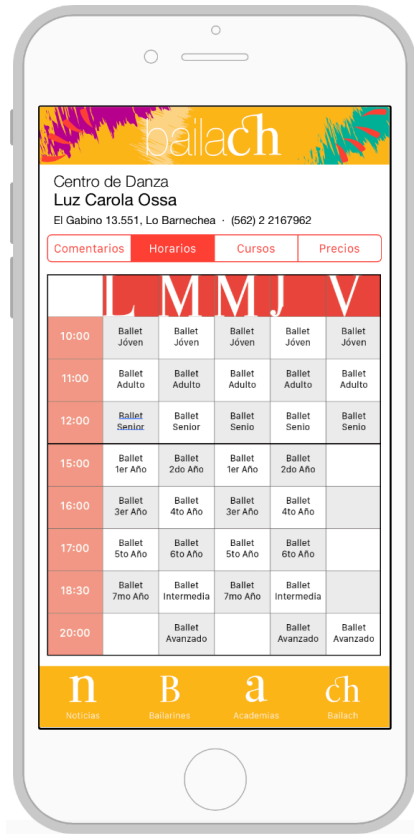 bailach
Centro de Danza
Luz Carola Ossa
El Gabino 13.551, Lo Barnechea · (562) 2 2167962
Comentarios Horarios Cursos Precios
L M M J V
10:00 Ballet Jóven Ballet Jóven Ballet Jóven Ballet Jóven Ballet Jóven
11:00 Ballet Adulto Ballet Adulto Ballet Adulto Ballet Adulto Ballet Adulto
12:00 Ballet Senior Ballet Senior Ballet Senio Ballet Senio Ballet Senio
15:00 Ballet 1er Año Ballet 2do Año Ballet 1er Año Ballet 2do Año
16:00 Ballet 3er Año Ballet 4to Año Ballet 3er Año Ballet 4to Año
17:00 Ballet 5to Año Ballet 6to Año Ballet 5to Año Ballet 6to Año
18:30 Ballet 7mo Año Ballet Intermedia Ballet 7mo Año Ballet Intermedia
20:00 Ballet Avanzado Ballet Avanzado Ballet Avanzado
n B a ch
Noticias Bailarines Academias Bailach